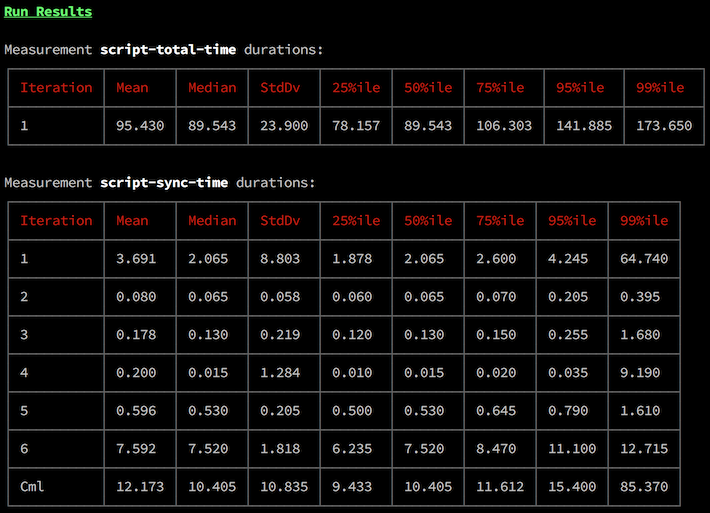 Run Results
Measurement script-total-time durations:
Iteration Mean Median StdDv 25%ile 50%ile 75%ile 95%ile 99%ile
1 95.430 89.543 23.900 78.157 89.543 106.303 141.885 173.650
Measurement script-sync-time durations:
Iteration Mean Median StdDv 25%ile 50%ile 75%ile 95%ile 99%ile
1 3.691 2.065 8.803 1.878 2.065 2.600 4.245 64.740
2 0.080 0.065 0.058 0.060 0.065 0.070 0.205 0.395
3 0.178 0.130 0.219 0.120 0.130 0.150 0.255 1.680
4 0.200 0.015 1.284 0.010 0.015 0.020 0.035 9.190
5 0.596 0.530 0.205 0.500 0.530 0.645 0.790 1.610
6 7.592 7.520 1.818 6.235 7.520 8.470 11.100 12.715
Cml 12.173 10.405 10.835 9.433 10.405 11.612 15.400 85.370